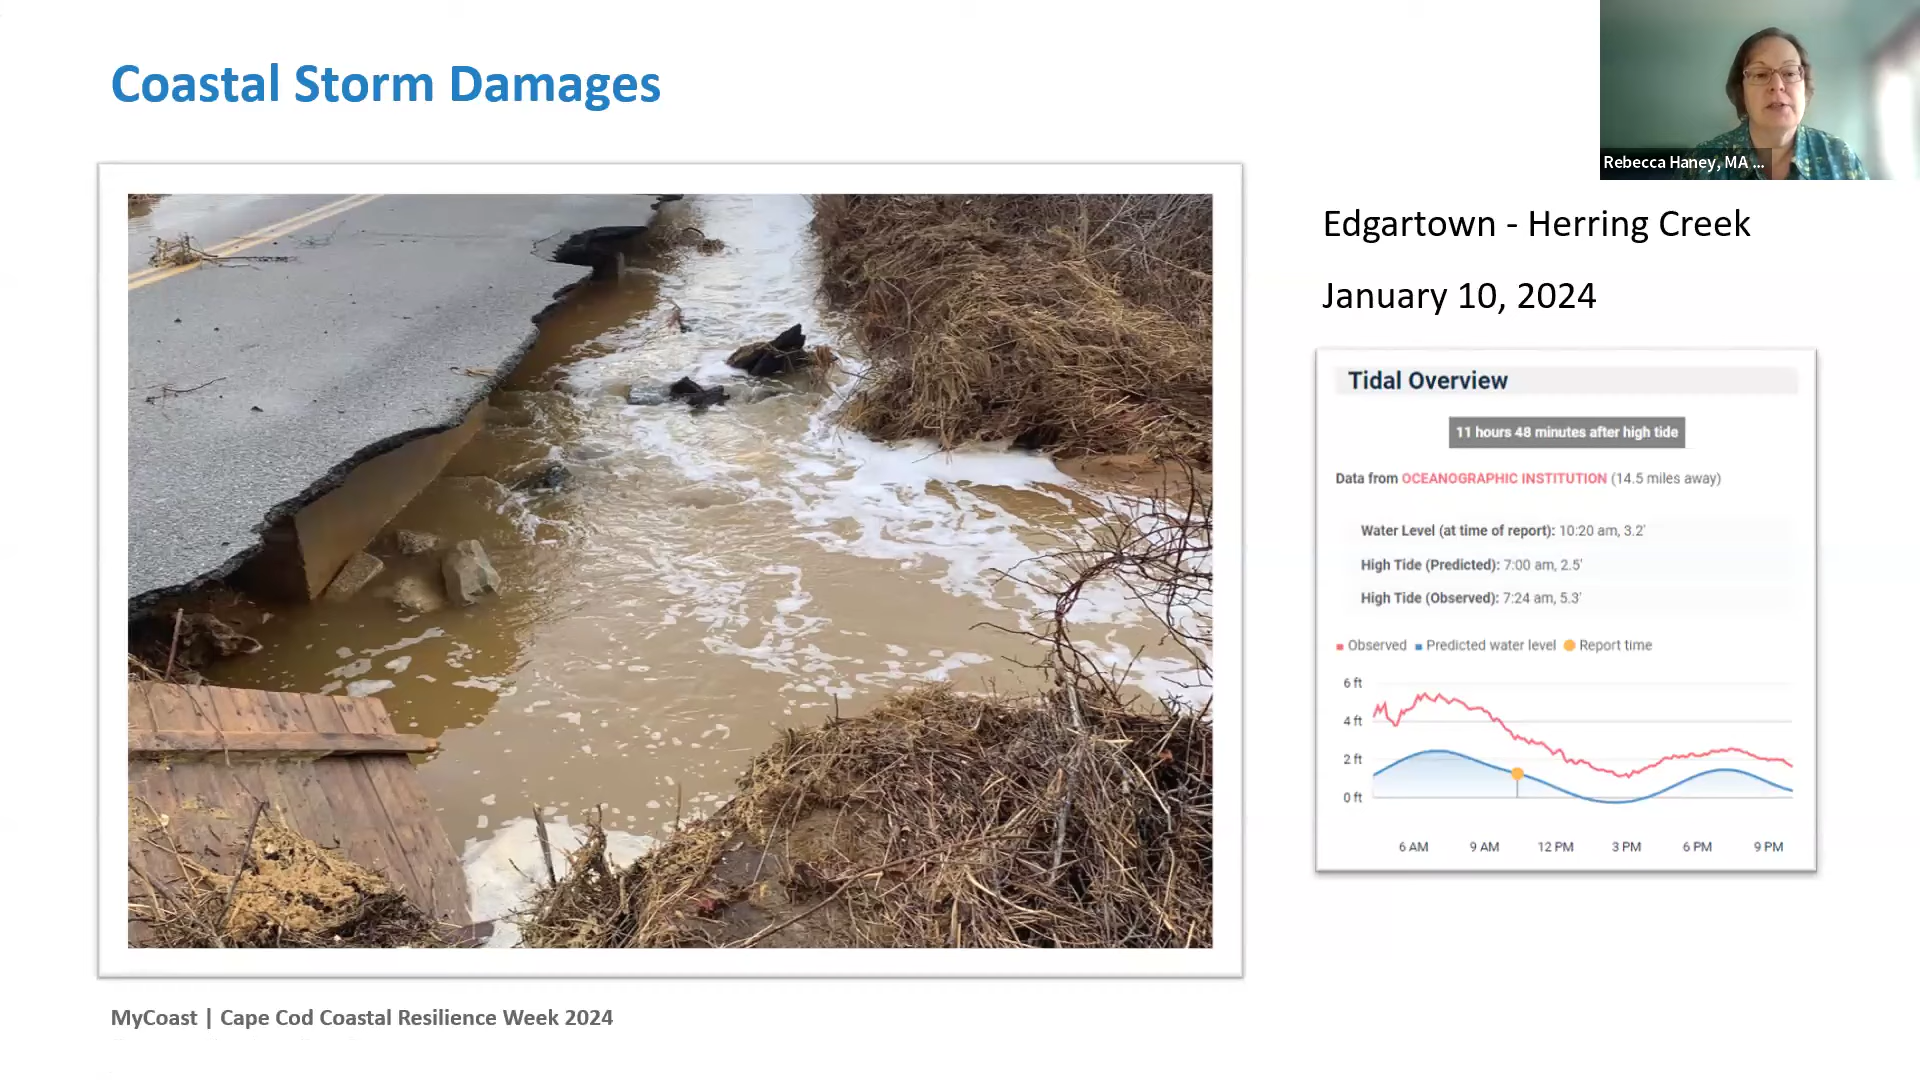 Coastal Storm Damages
Rebecca Haney, MA ...
Edgartown - Herring Creek
January 10, 2024
Tidal Overview
11 hours 48 minutes after high tide
Data from OCEANOGRAPHIC INSTITUTION (14.5 miles away)
Water Level (at time of report): 10:20 am, 3.2'
High Tide (Predicted): 7:00 am, 2.5'
High Tide (Observed): 7:24 am, 5.3'
Observed Predicted water level Report time
6 ft
4 ft
2 ft
0 ft
6 AM 9 AM 12 PM 3 PM 6 PM 9 PM
MyCoast | Cape Cod Coastal Resilience Week 2024